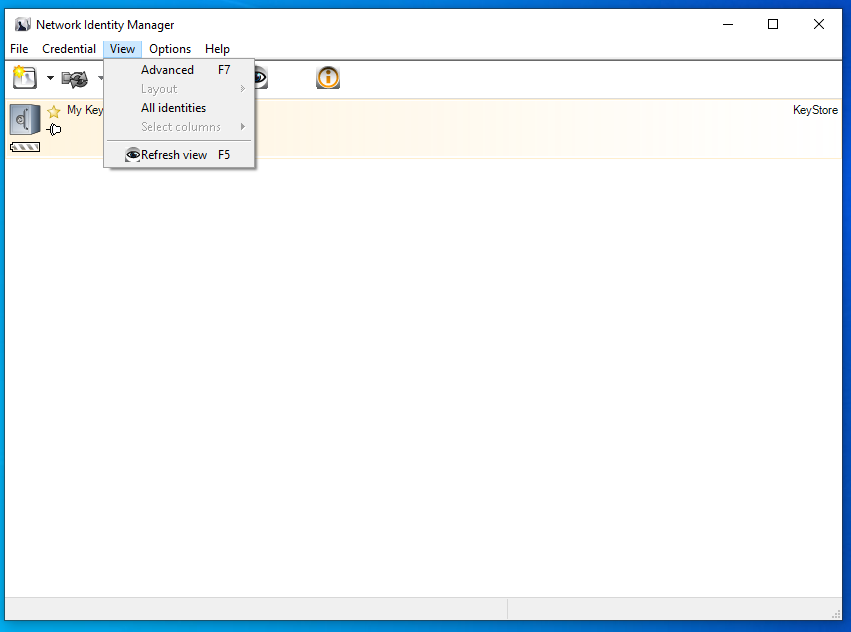 Network Identity Manager
File Credential View Options Help
Advanced F7
Layout
All identities
Select columns
Refresh view F5
My Key
KeyStore